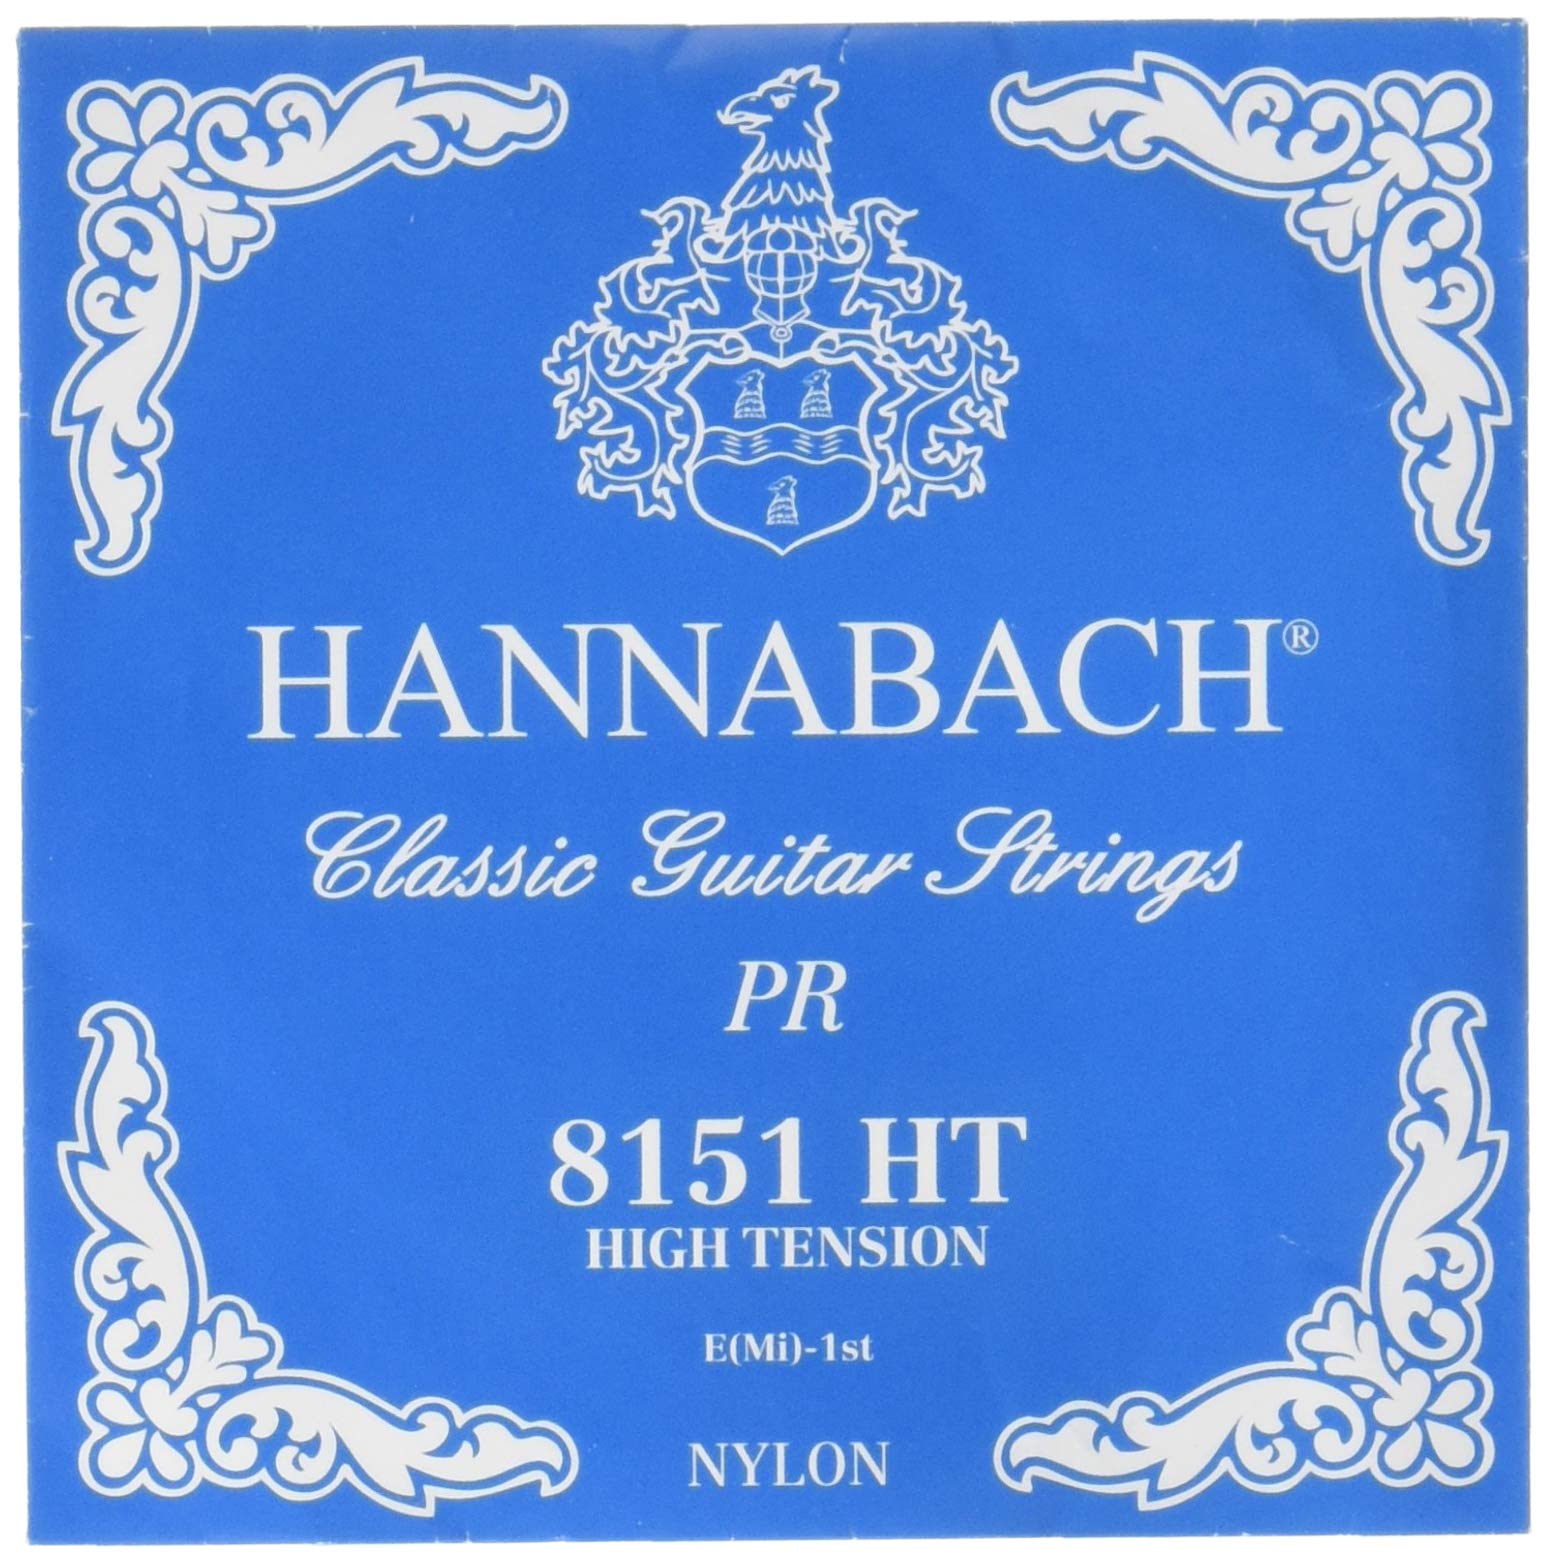 HANNABACH®
Classic Guitar Strings
PR
8151 HT
HIGH TENSION
E(Mi)-1st
NYLON